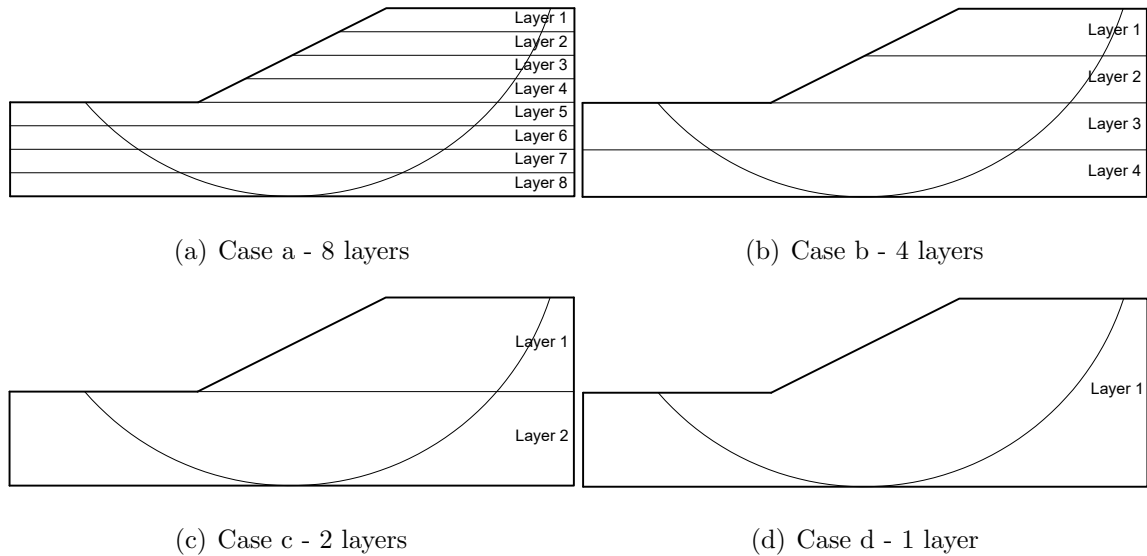 Layer 1
Layer 2
Layer 3
Layer 4
Layer 5
Layer 6
Layer 7
Layer 8
(a) Case a - 8 layers
Layer 1
Layer 2
Layer 3
Layer 4
(b) Case b - 4 layers
Layer 1
Layer 2
(c) Case c - 2 layers
Layer 1
(d) Case d - 1 layer